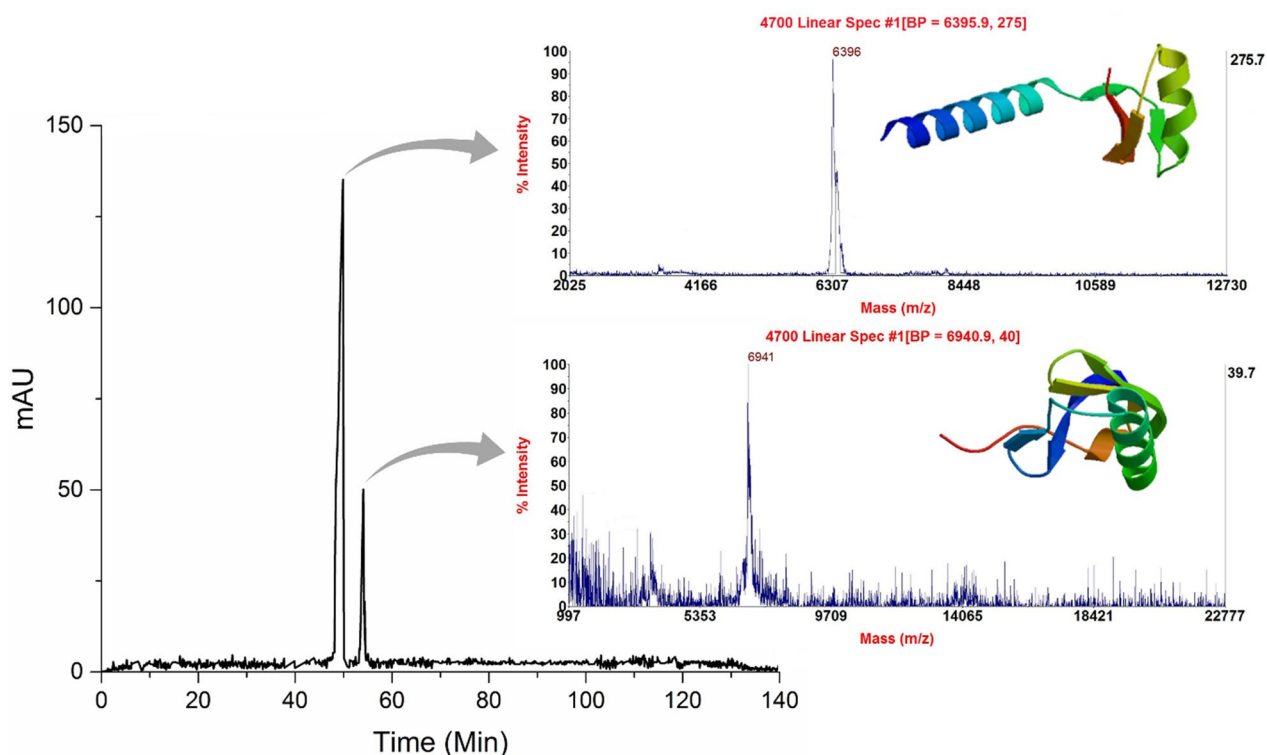 4700 Linear Spec #1[BP = 6395.9, 275]
6396
275.7
100
90
80
70
60
50
40
30
20
10
0
% Intensity
2025 4166 6307 8448 10589 12730
Mass (m/z)
4700 Linear Spec #1[BP = 6940.9, 40]
6941
39.7
100
90
80
70
60
50
40
30
20
10
0
% Intensity
997 5353 9709 14065 18421 22777
Mass (m/z)
150
100
50
0
mAU
0 20 40 60 80 100 120 140
Time (Min)